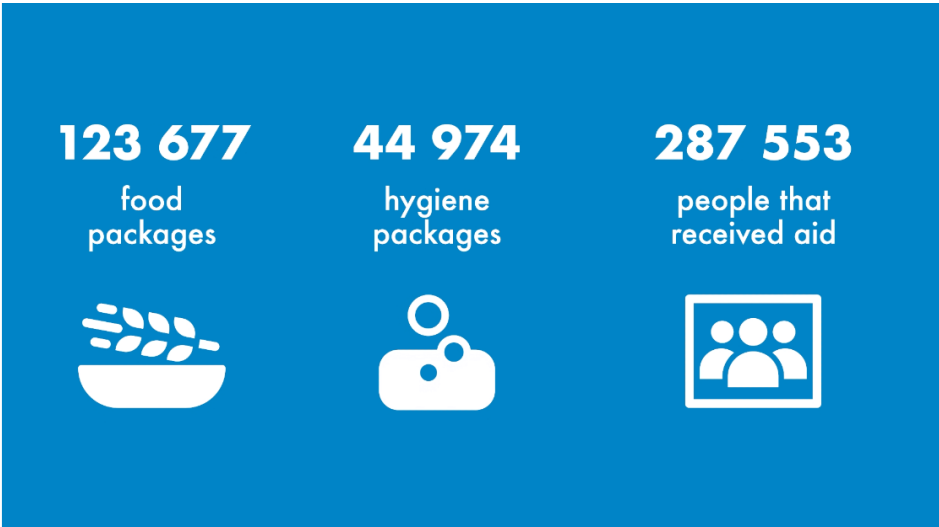 123 677
food
packages
44 974
hygiene
packages
287 553
people that
received aid